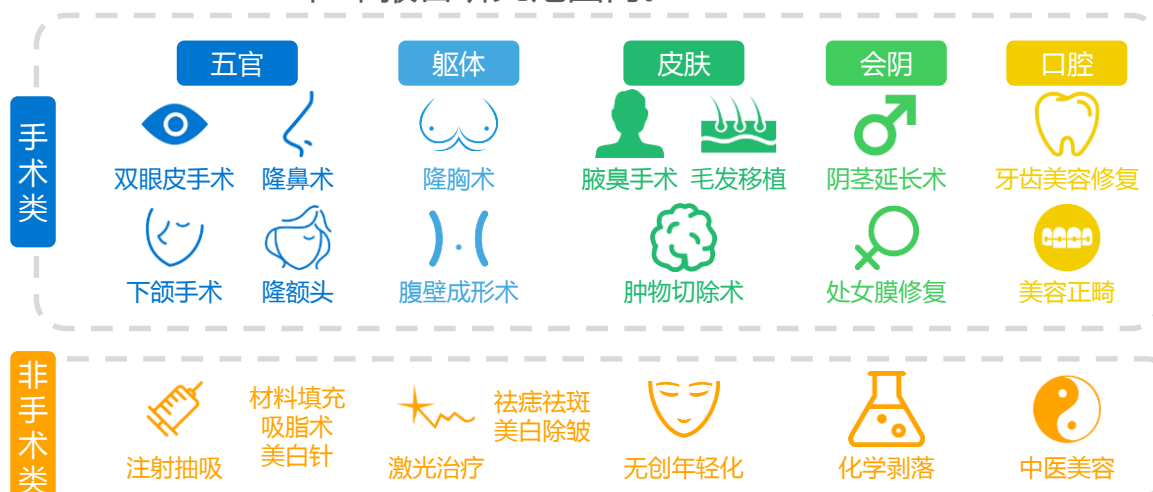 手术类
五官
躯体
皮肤
会阴
口腔
双眼皮手术
隆鼻术
隆胸术
腋臭手术
毛发移植
阴茎延长术
牙齿美容修复
下颌手术
隆额头
腹壁成形术
肿物切除术
处女膜修复
美容正畸
非手术类
材料填充
吸脂术
美白针
祛痣祛斑
美白除皱
注射抽吸
激光治疗
无创年轻化
化学剥落
中医美容